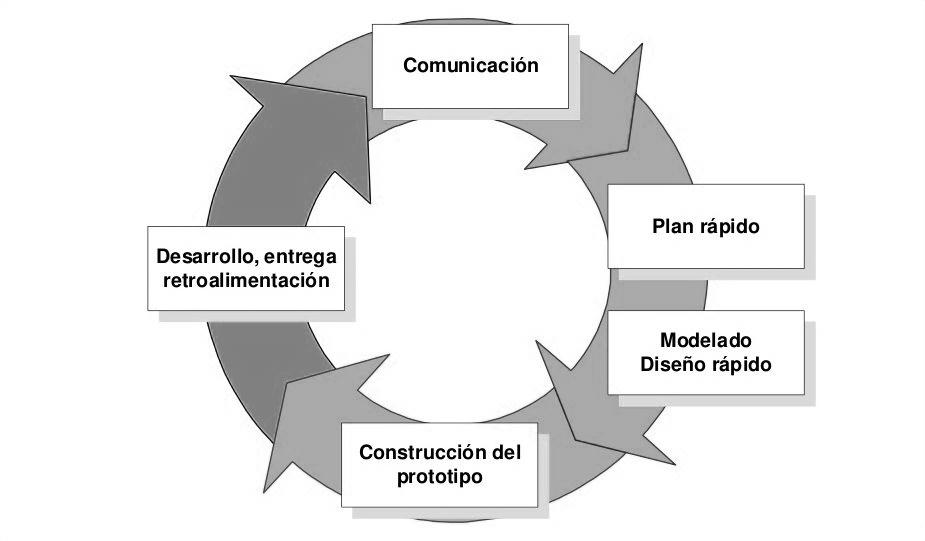 Comunicación
Plan rápido
Modelado
Diseño rápido
Construcción del
prototipo
Desarrollo, entrega
retroalimentación